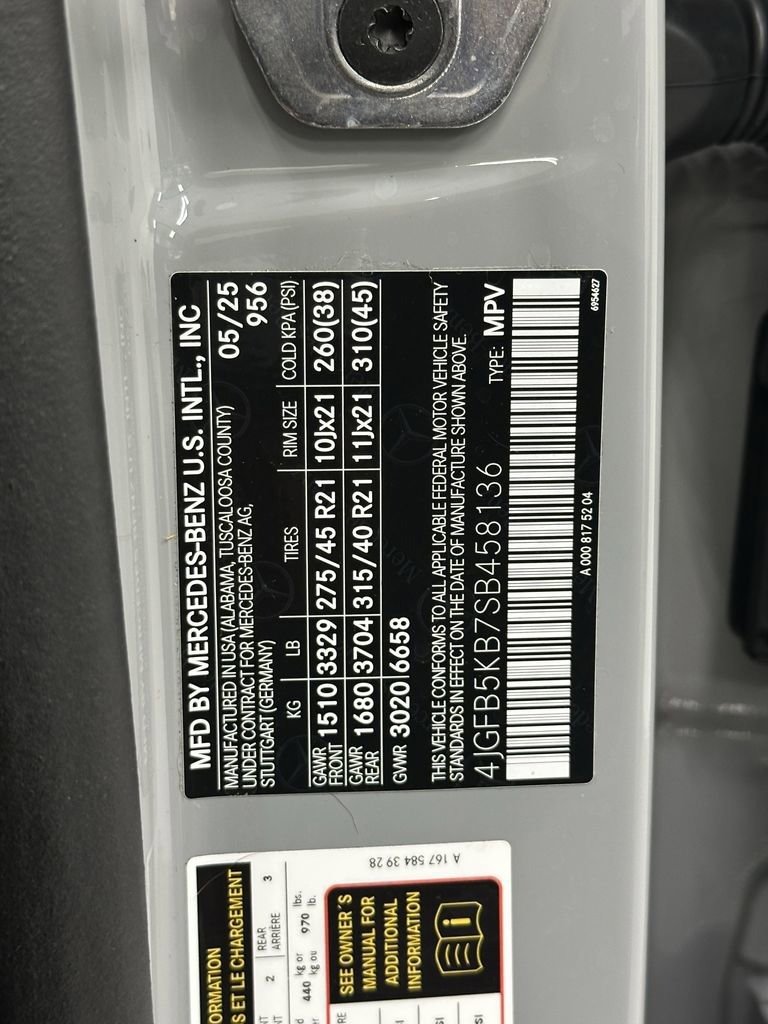 MFD BY MERCEDES-BENZ U.S. INTL., INC
MANUFACTURED IN USA (ALABAMA, TUSCALOOSA COUNTY)
UNDER CONTRACT FOR MERCEDES-BENZ AG,
STUTTGART (GERMANY)
05/25
956
KG LB TIRES RIM SIZE COLD KPA(PSI)
GAWR FRONT 1510 3329 275/45 R21 10Jx21 260(38)
GAWR REAR 1680 3704 315/40 R21 11Jx21 310(45)
GVWR 3020 6658
THIS VEHICLE CONFORMS TO ALL APPLICABLE FEDERAL MOTOR VEHICLE SAFETY
STANDARDS IN EFFECT ON THE DATE OF MANUFACTURE SHOWN ABOVE.
4JGFB5KB7SB458136 TYPE: MPV
A 000 817 52 04
6954627
ORMATION
S ET LE CHARGEMENT
2
REAR
ARRIÈRE
3
440 kg or 970 lbs.
kg ou lb.
SEE OWNER'S
MANUAL FOR
ADDITIONAL
INFORMATION
A 167 584 39 28